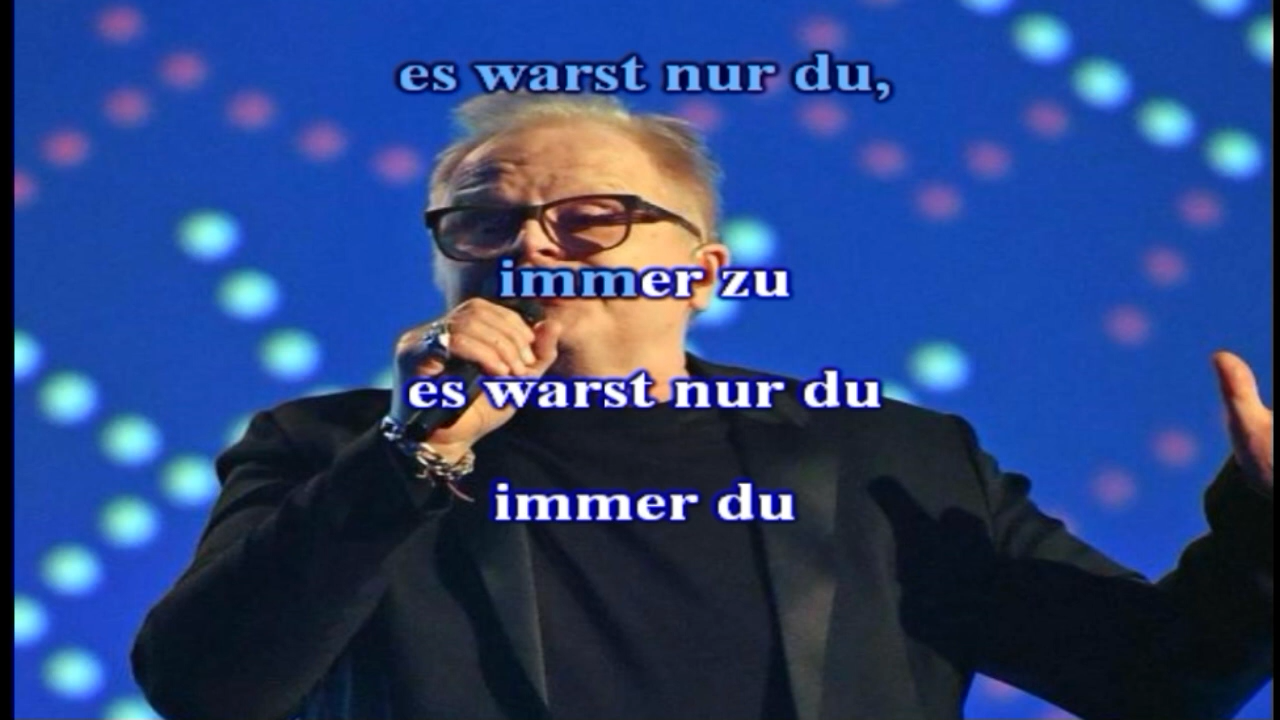 es warst nur du,
immer zu
es warst nur du
immer du